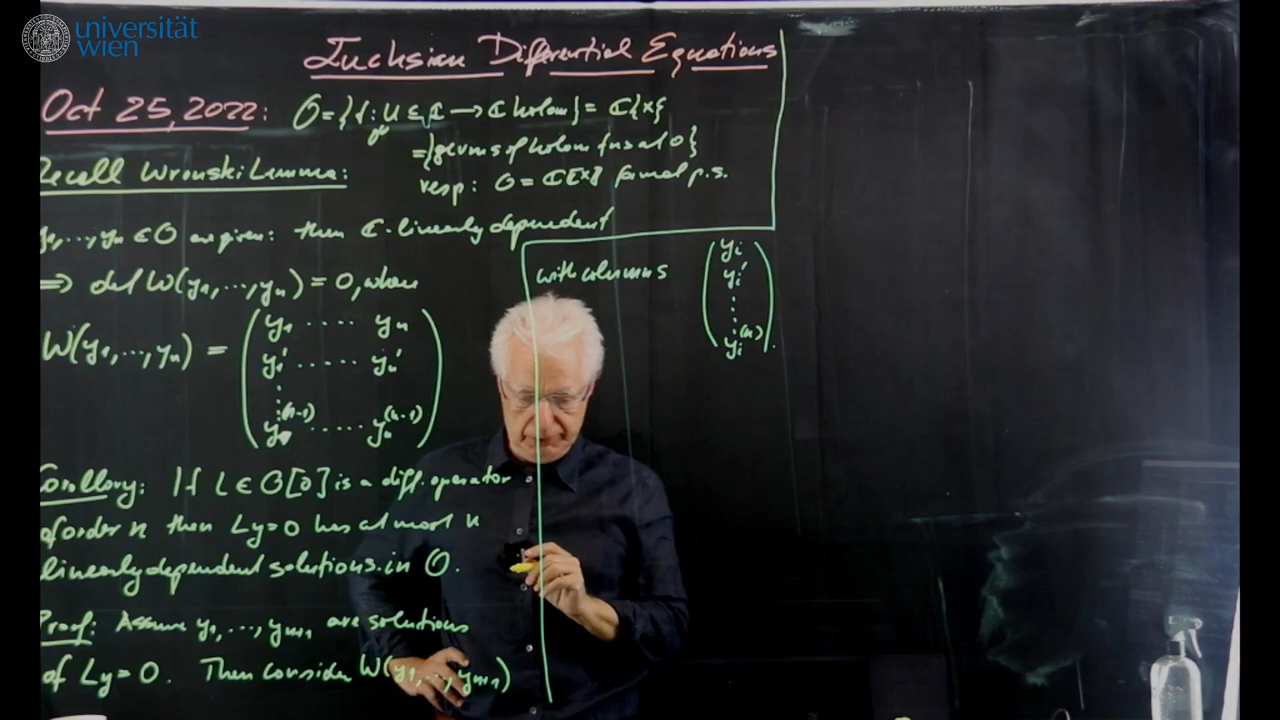 universität
wien
Fuchsian Differential Equations
Oct 25, 2022: O = {f: U ⊆ ℂ → ℂ holom} = ℂ{x}
= {germs of holom fcns at 0}
Recall Wronski Lemma:
resp: O = ℂ[[x]] formal p.s.
y₁, ..., yₙ ∈ O are given: then ℂ-linearly dependent
⇒ det W(y₁, ..., yₙ) = 0, where
W(y₁, ..., yₙ) = ( y₁ ..... yₙ
y₁' ...... yₙ'
⋮
y₁⁽ⁿ⁻¹⁾ ...... yₙ⁽ⁿ⁻¹⁾ )
Corollary: If L ∈ O[∂] is a diff. operator
of order n then Ly=0 has at most n
linearly dependent solutions in O.
Proof: Assume y₁, ..., yₙ₊₁ are solutions
of Ly=0. Then consider W(y₁, ..., yₙ₊₁)
with columns ( yᵢ
yᵢ'
⋮
yᵢ⁽ⁿ⁾ ).